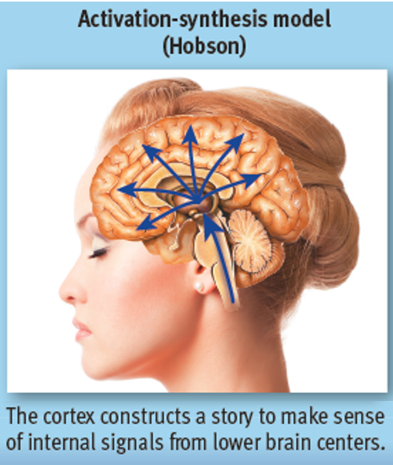 Activation-synthesis model
(Hobson)
The cortex constructs a story to make sense
of internal signals from lower brain centers.